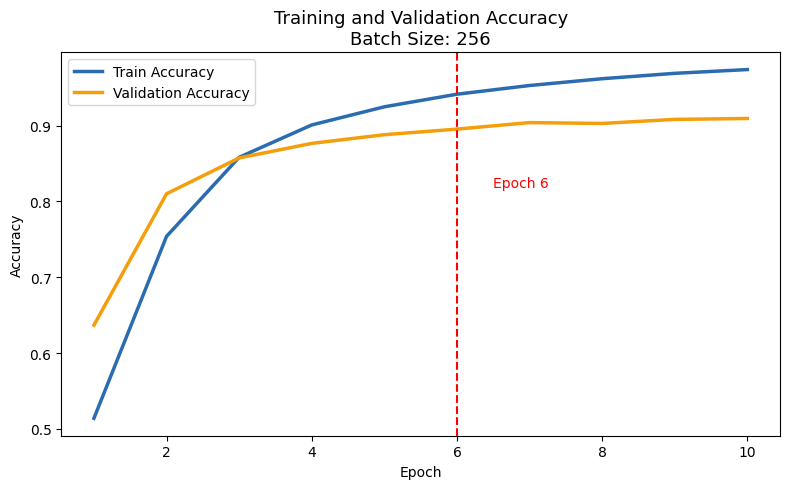 Training and Validation Accuracy
Batch Size: 256
Train Accuracy
Validation Accuracy
Accuracy
0.9
0.8
0.7
0.6
0.5
Epoch 6
2
4
6
8
10
Epoch